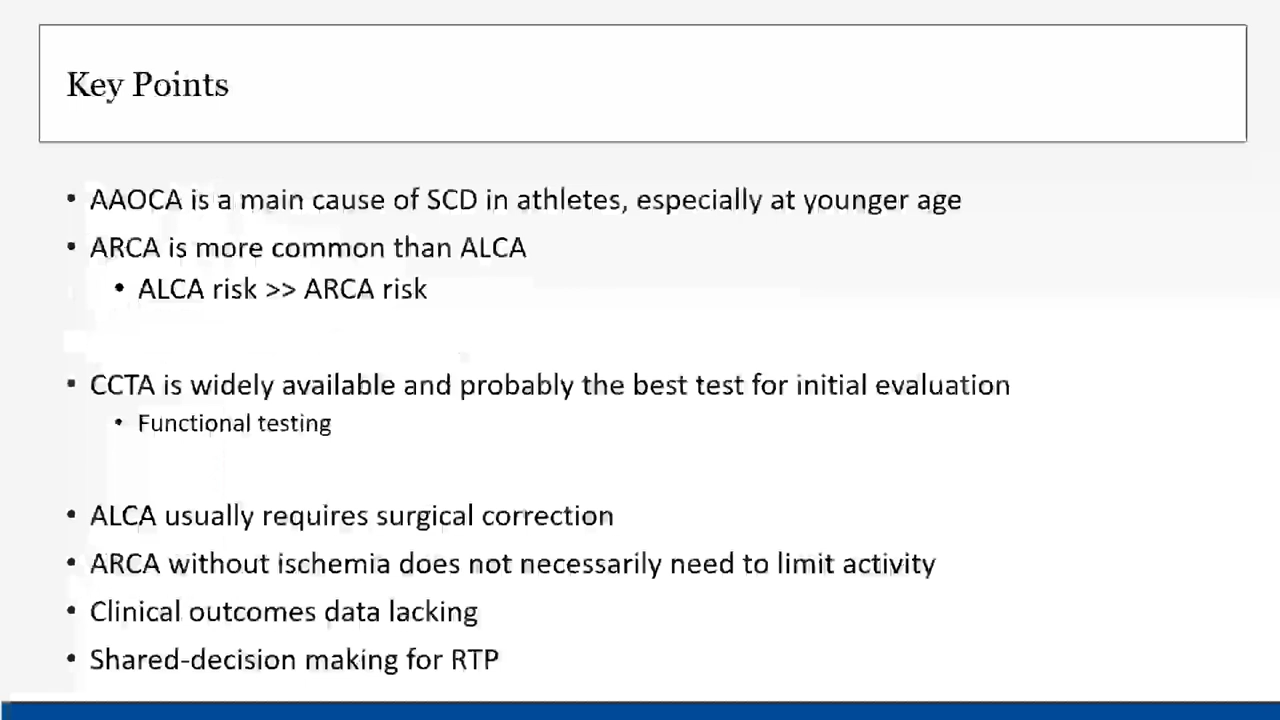 Key Points
• AAOCA is a main cause of SCD in athletes, especially at younger age
• ARCA is more common than ALCA
• ALCA risk >> ARCA risk
• CCTA is widely available and probably the best test for initial evaluation
• Functional testing
• ALCA usually requires surgical correction
• ARCA without ischemia does not necessarily need to limit activity
• Clinical outcomes data lacking
• Shared-decision making for RTP